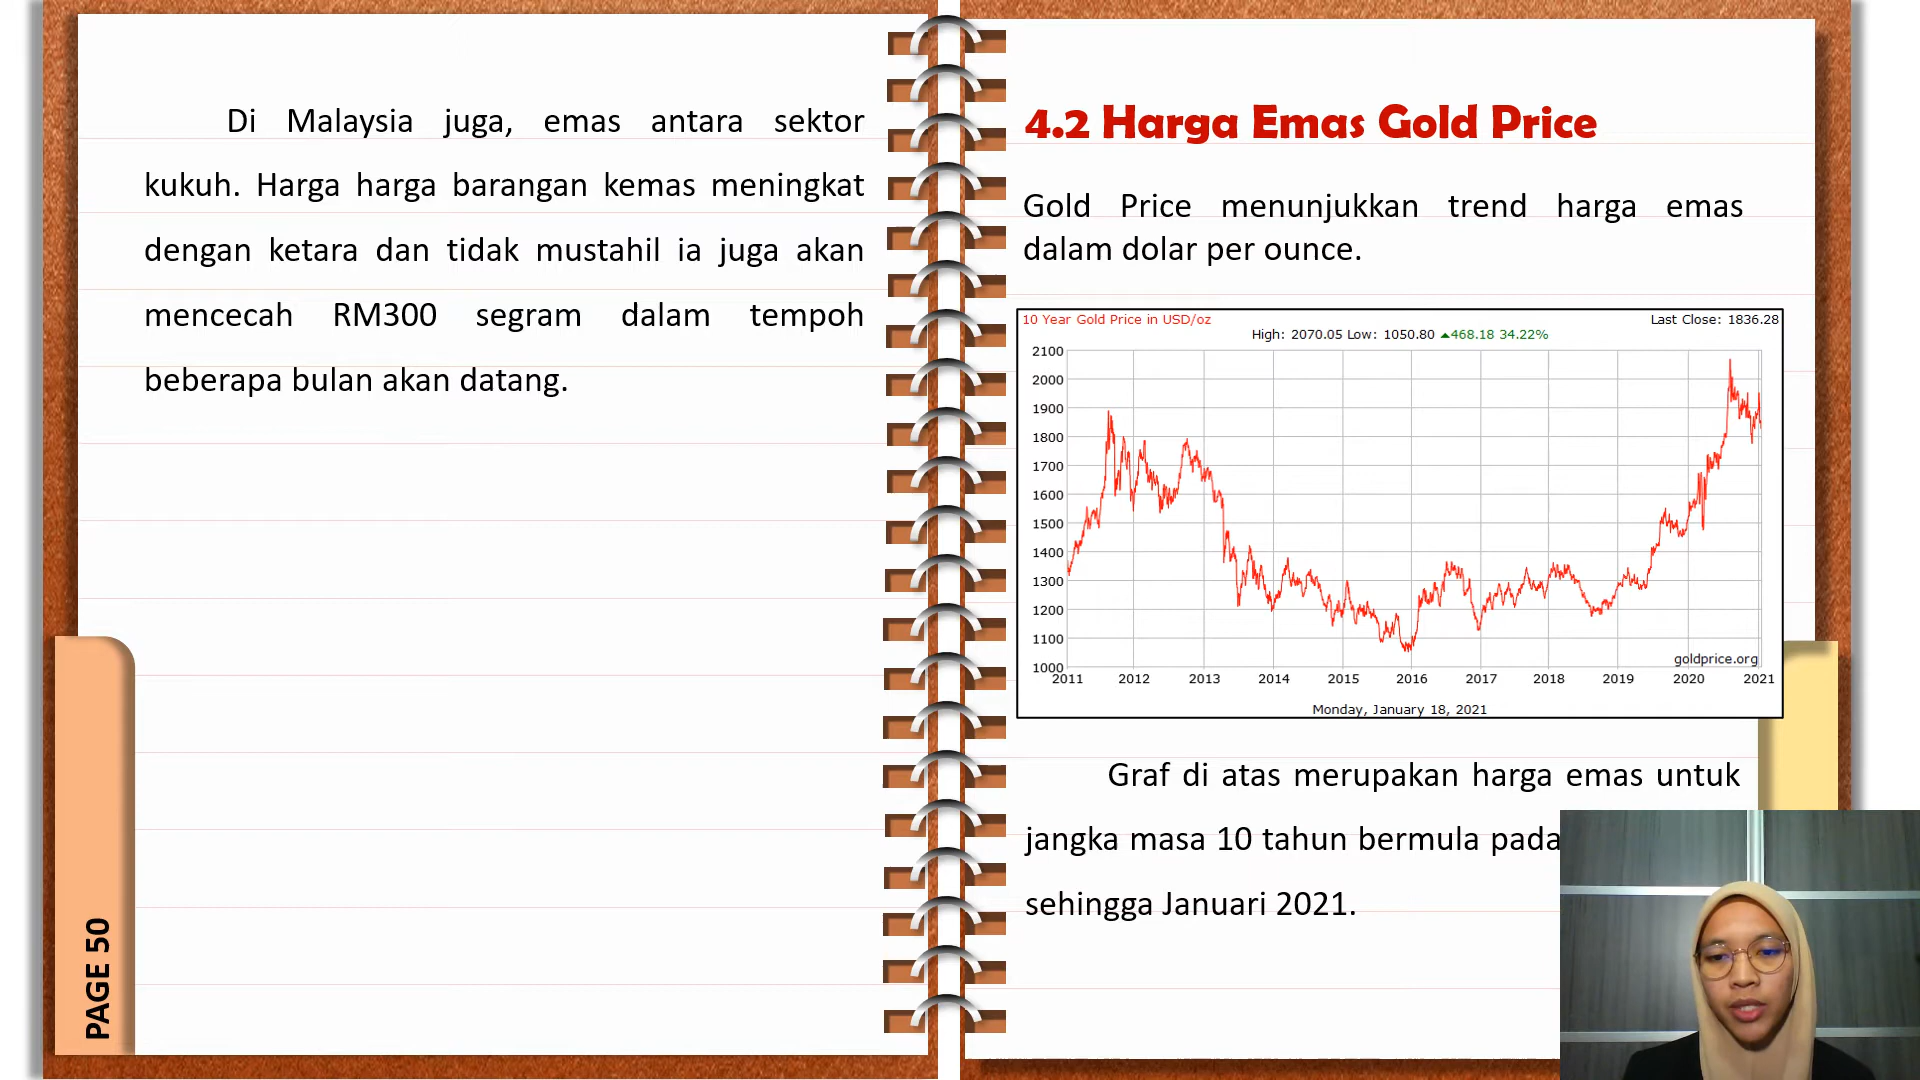 Di Malaysia juga, emas antara sektor
kukuh. Harga harga barangan kemas meningkat
dengan ketara dan tidak mustahil ia juga akan
mencecah RM300 segram dalam tempoh
beberapa bulan akan datang.
PAGE 50
4.2 Harga Emas Gold Price
Gold Price menunjukkan trend harga emas
dalam dolar per ounce.
10 Year Gold Price in USD/oz
Last Close: 1836.28
High: 2070.05 Low: 1050.80 ▲468.18 34.22%
2100
2000
1900
1800
1700
1600
1500
1400
1300
1200
1100
1000
goldprice.org
2011 2012 2013 2014 2015 2016 2017 2018 2019 2020 2021
Monday, January 18, 2021
Graf di atas merupakan harga emas untuk
jangka masa 10 tahun bermula pada
sehingga Januari 2021.